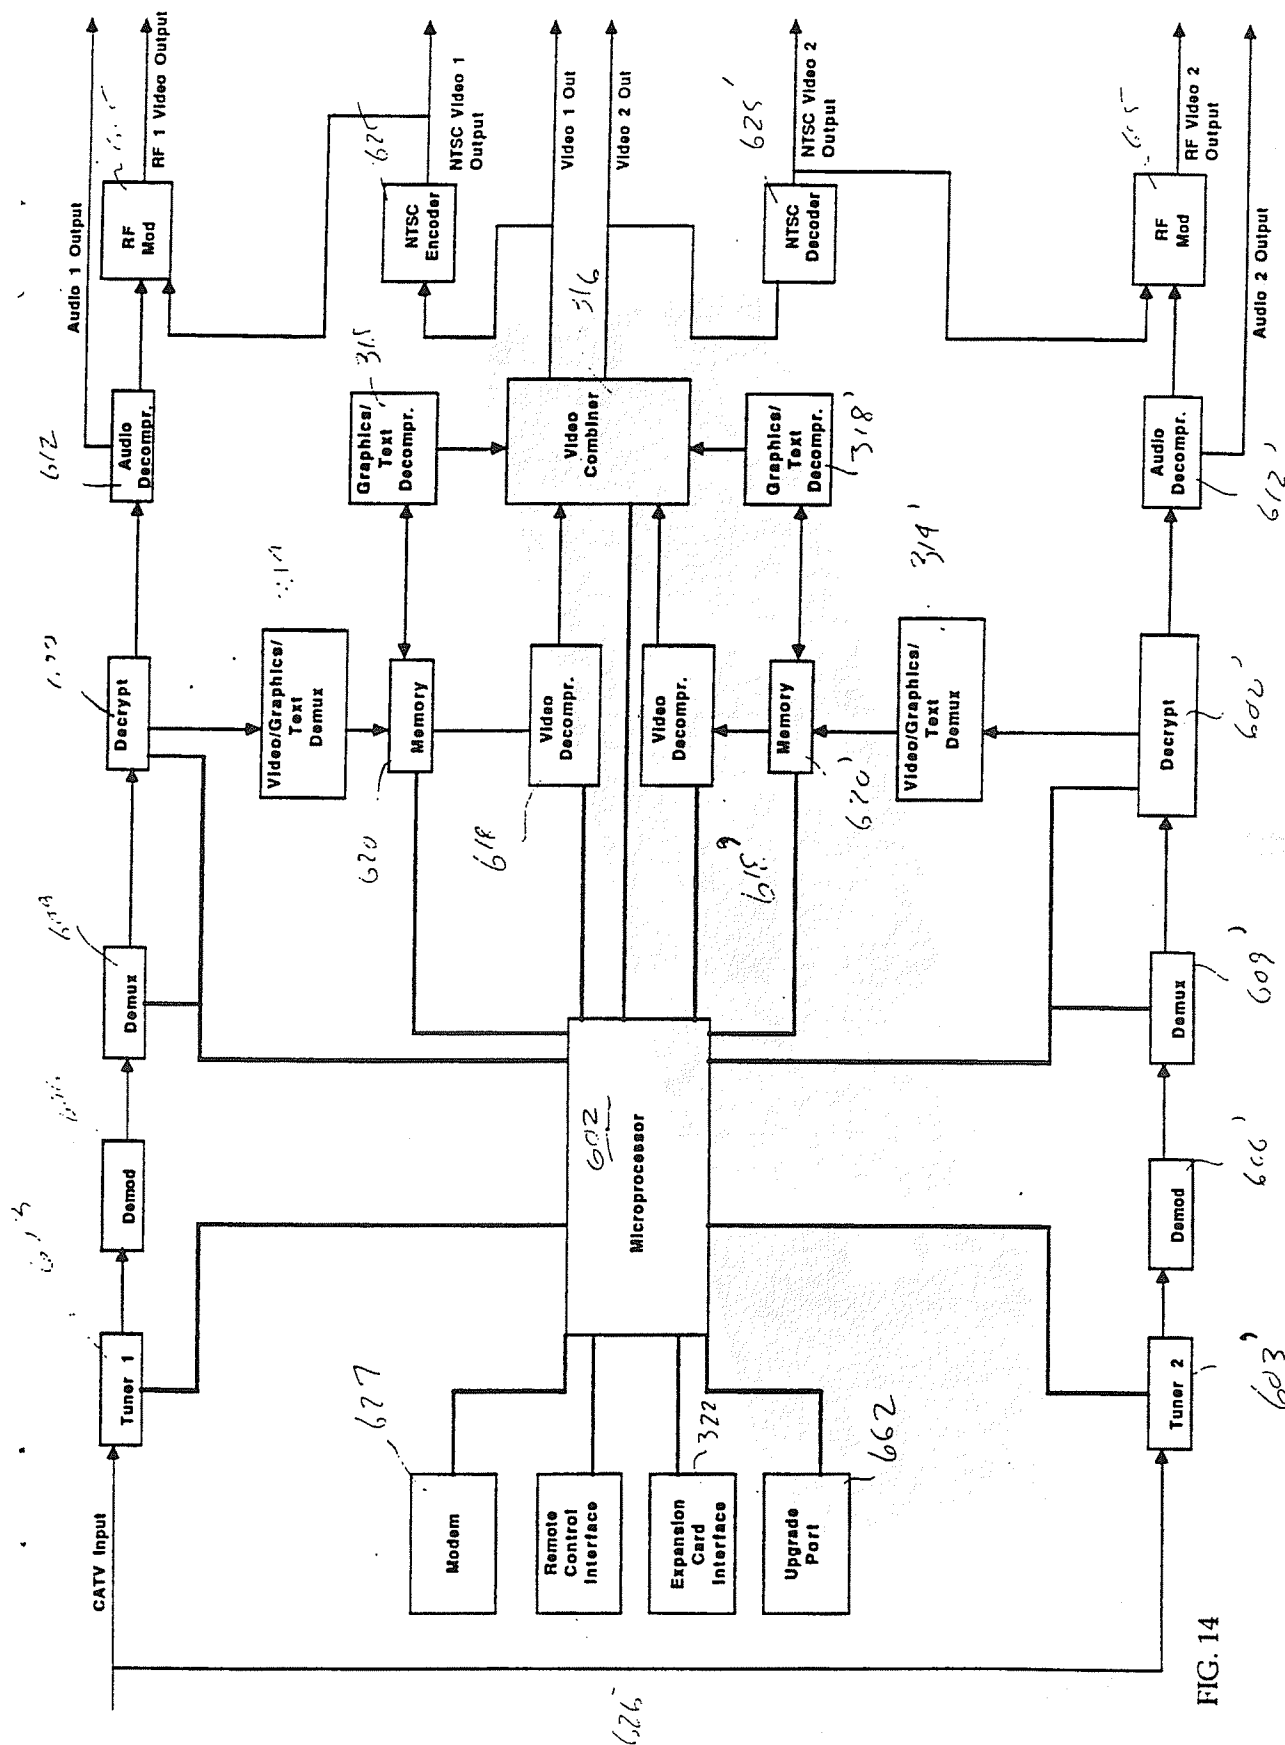 Audio 1 Output
RF 1 Video Output
RF
Mod
625
NTSC
Encoder
NTSC Video 1
Output
Video 1 Out
Video 2 Out
625'
NTSC
Decoder
NTSC Video 2
Output
RF
Mod
RF Video 2
Output
Audio 2 Output
612
Audio
Decompr.
315
Graphics/
Text
Decompr.
316
Video
Combiner
Graphics/
Text
Decompr.
318'
Audio
Decompr.
612'
Decrypt
Video/Graphics/
Text
Demux
Memory
620
Video
Decompr.
618
Video
Decompr.
618'
Memory
620'
314'
Video/Graphics/
Text
Demux
Decrypt
602'
Demux
Demod
602
Microprocessor
Demux
609'
Demod
606'
Tuner 1
CATV Input
627
Modem
Remote
Control
Interface
322
Expansion
Card
Interface
662
Upgrade
Port
Tuner 2
603'
626
FIG. 14